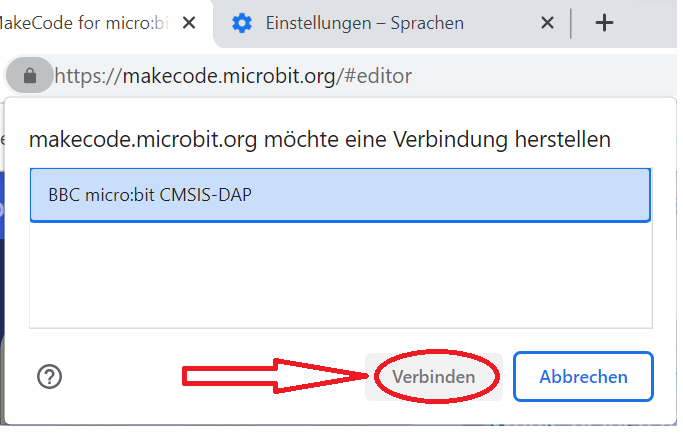 MakeCode for micro:bi
Einstellungen – Sprachen
https://makecode.microbit.org/#editor
makecode.microbit.org möchte eine Verbindung herstellen
BBC micro:bit CMSIS-DAP
Verbinden
Abbrechen